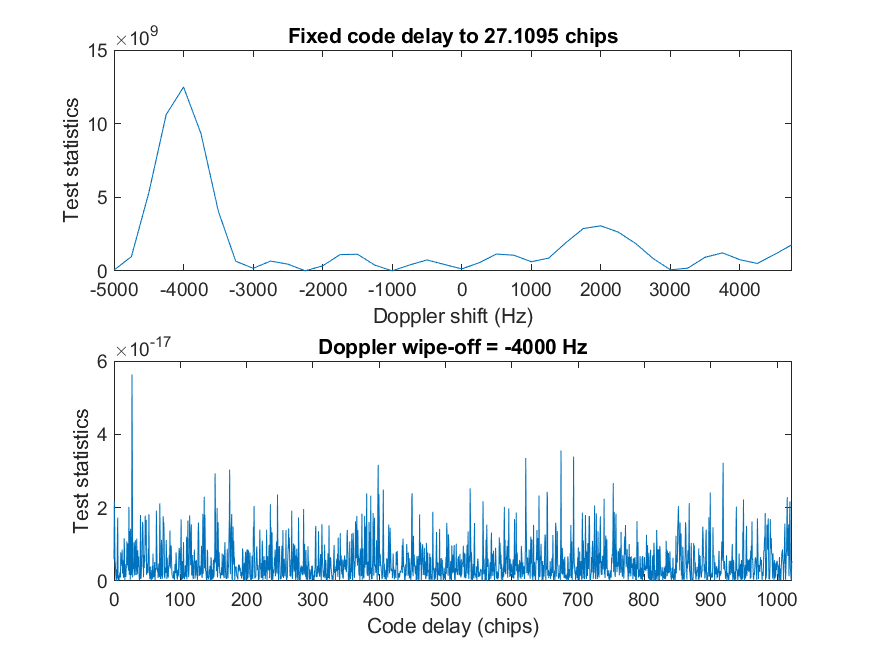 ×10^9
Fixed code delay to 27.1095 chips
15
10
5
0
Test statistics
-5000 -4000 -3000 -2000 -1000 0 1000 2000 3000 4000
Doppler shift (Hz)
×10^-17
Doppler wipe-off = -4000 Hz
6
4
2
0
Test statistics
0 100 200 300 400 500 600 700 800 900 1000
Code delay (chips)